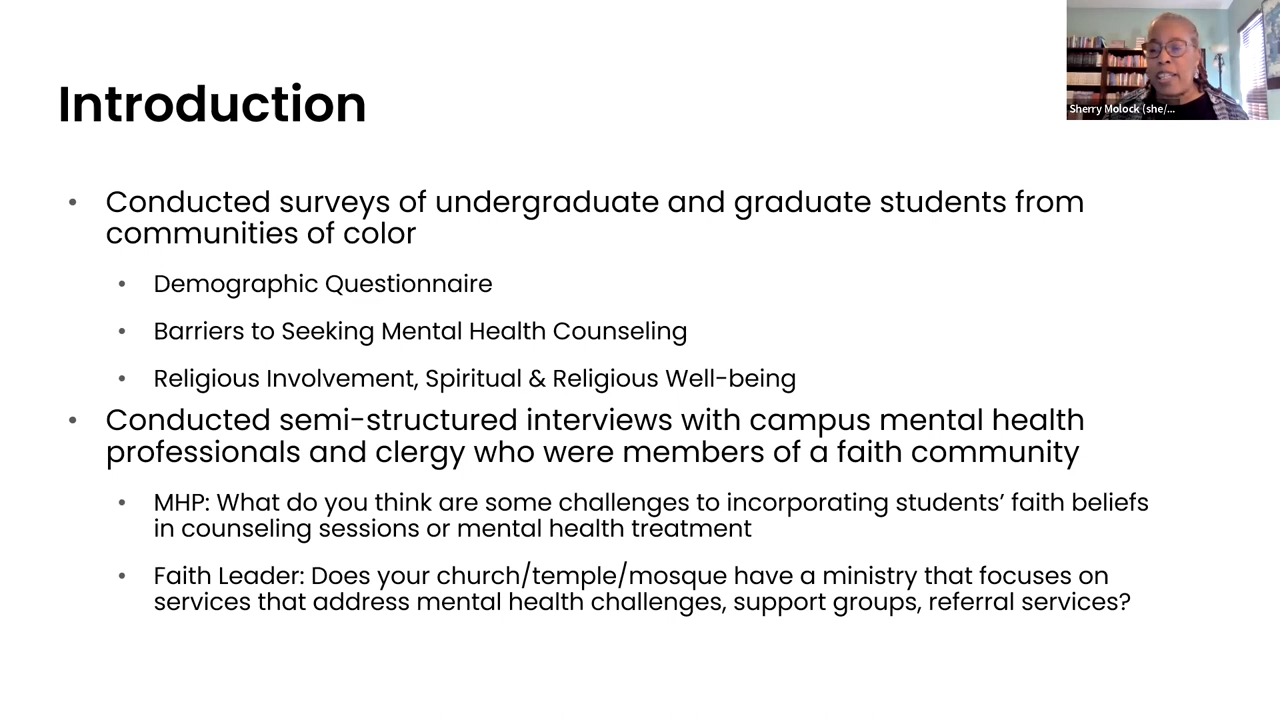 Introduction
Sherry Molock (she/...
• Conducted surveys of undergraduate and graduate students from
communities of color
• Demographic Questionnaire
• Barriers to Seeking Mental Health Counseling
• Religious Involvement, Spiritual & Religious Well-being
• Conducted semi-structured interviews with campus mental health
professionals and clergy who were members of a faith community
• MHP: What do you think are some challenges to incorporating students’ faith beliefs
in counseling sessions or mental health treatment
• Faith Leader: Does your church/temple/mosque have a ministry that focuses on
services that address mental health challenges, support groups, referral services?